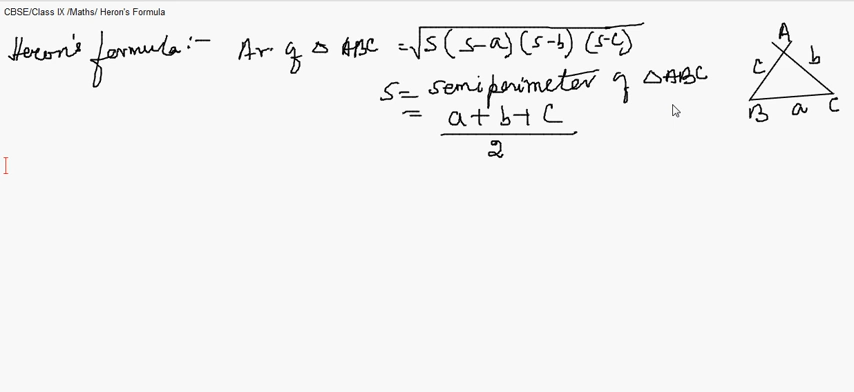 CBSE/Class IX /Maths/ Heron's Formula
Heron's formula:- Ar of △ ABC = √s(s-a)(s-b)(s-c)
S = semiperimeter of △ABC
= a+b+c
2
A
c b
B a C